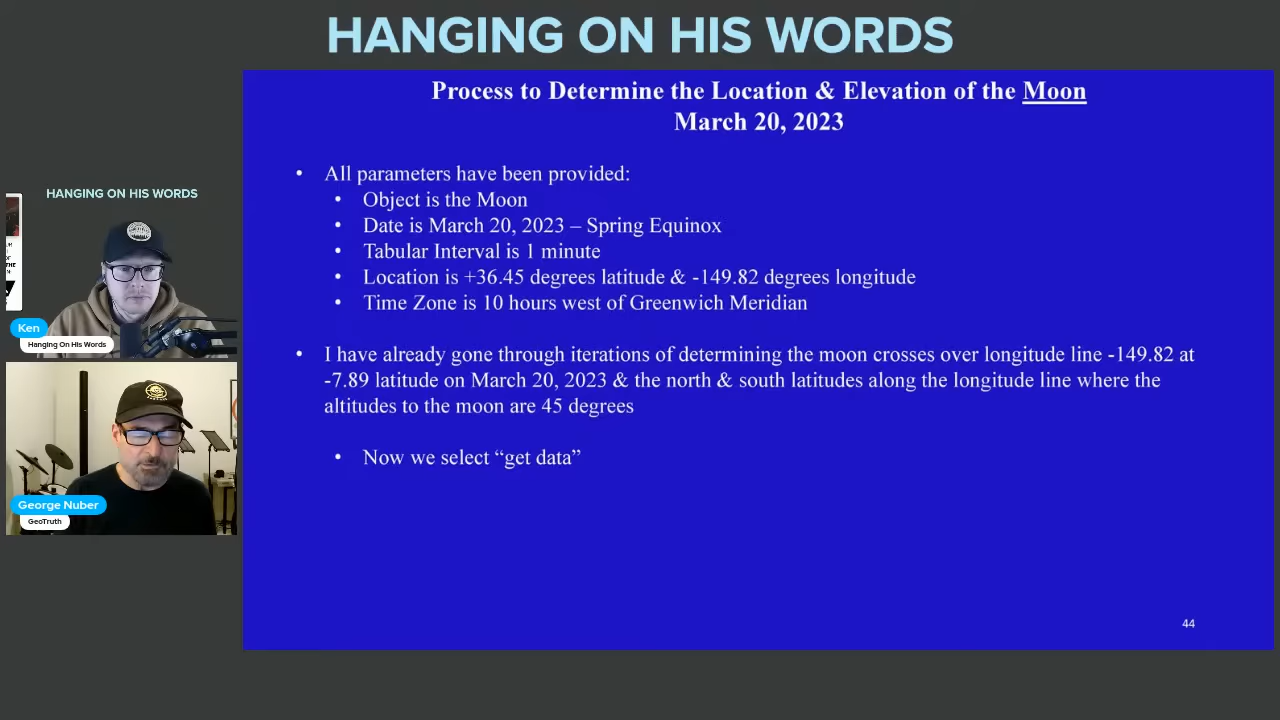 HANGING ON HIS WORDS
Process to Determine the Location & Elevation of the Moon
March 20, 2023
• All parameters have been provided:
• Object is the Moon
• Date is March 20, 2023 – Spring Equinox
• Tabular Interval is 1 minute
• Location is +36.45 degrees latitude & -149.82 degrees longitude
• Time Zone is 10 hours west of Greenwich Meridian
• I have already gone through iterations of determining the moon crosses over longitude line -149.82 at
-7.89 latitude on March 20, 2023 & the north & south latitudes along the longitude line where the
altitudes to the moon are 45 degrees
• Now we select “get data”
44
HANGING ON HIS WORDS
Ken
Hanging On His Words
George Nuber
GeoTruth